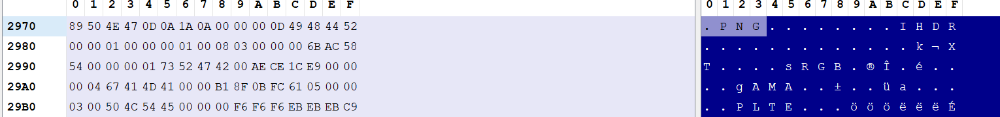 0 1 2 3 4 5 6 7 8 9 A B C D E F 0 1 2 3 4 5 6 7 8 9 A B C D E F
2970 89 50 4E 47 0D 0A 1A 0A 00 00 00 0D 49 48 44 52 . P N G . . . . . . . . I H D R
2980 00 00 01 00 00 00 01 00 08 03 00 00 00 6B AC 58 . . . . . . . . . . . . . k ¬ X
2990 54 00 00 00 01 73 52 47 42 00 AE CE 1C E9 00 00 T . . . . s R G B . ® Î . é . .
29A0 00 04 67 41 4D 41 00 00 B1 8F 0B FC 61 05 00 00 . . g A M A . . ± . . ü a . . .
29B0 03 00 50 4C 54 45 00 00 00 F6 F6 F6 EB EB EB C9 . . P L T E . . . ö ö ö ë ë ë É